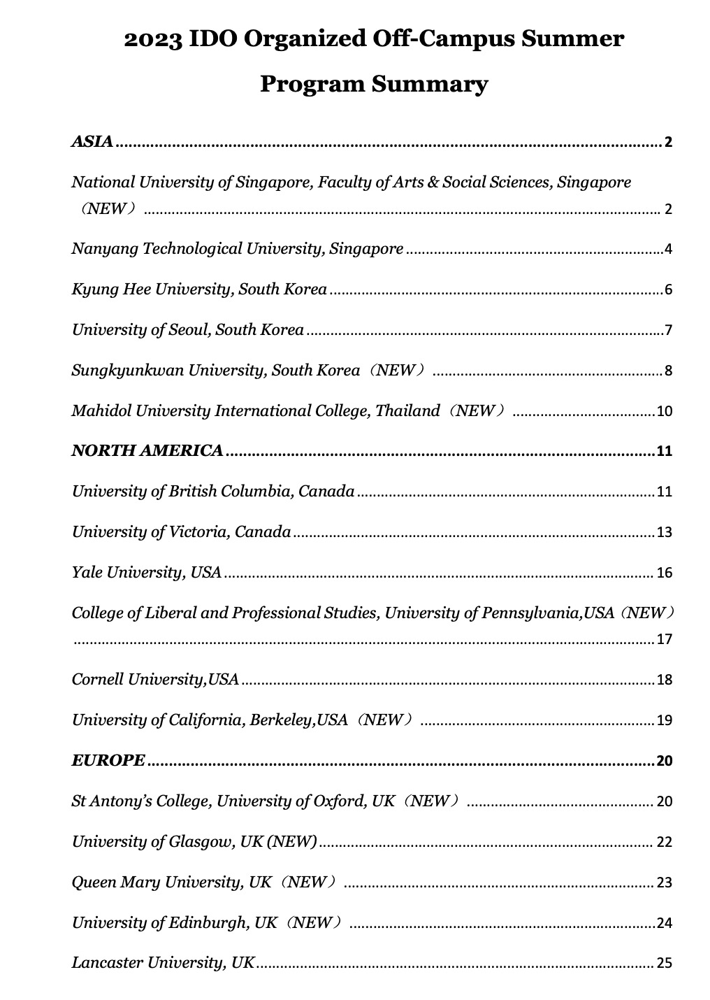 2023 IDO Organized Off-Campus Summer
Program Summary
ASIA 2
National University of Singapore, Faculty of Arts & Social Sciences, Singapore
（NEW） 2
Nanyang Technological University, Singapore 4
Kyung Hee University, South Korea 6
University of Seoul, South Korea 7
Sungkyunkwan University, South Korea（NEW） 8
Mahidol University International College, Thailand（NEW） 10
NORTH AMERICA 11
University of British Columbia, Canada 11
University of Victoria, Canada 13
Yale University, USA 16
College of Liberal and Professional Studies, University of Pennsylvania,USA（NEW）
17
Cornell University,USA 18
University of California, Berkeley,USA（NEW） 19
EUROPE 20
St Antony’s College, University of Oxford, UK（NEW） 20
University of Glasgow, UK (NEW) 22
Queen Mary University, UK（NEW） 23
University of Edinburgh, UK（NEW） 24
Lancaster University, UK 25